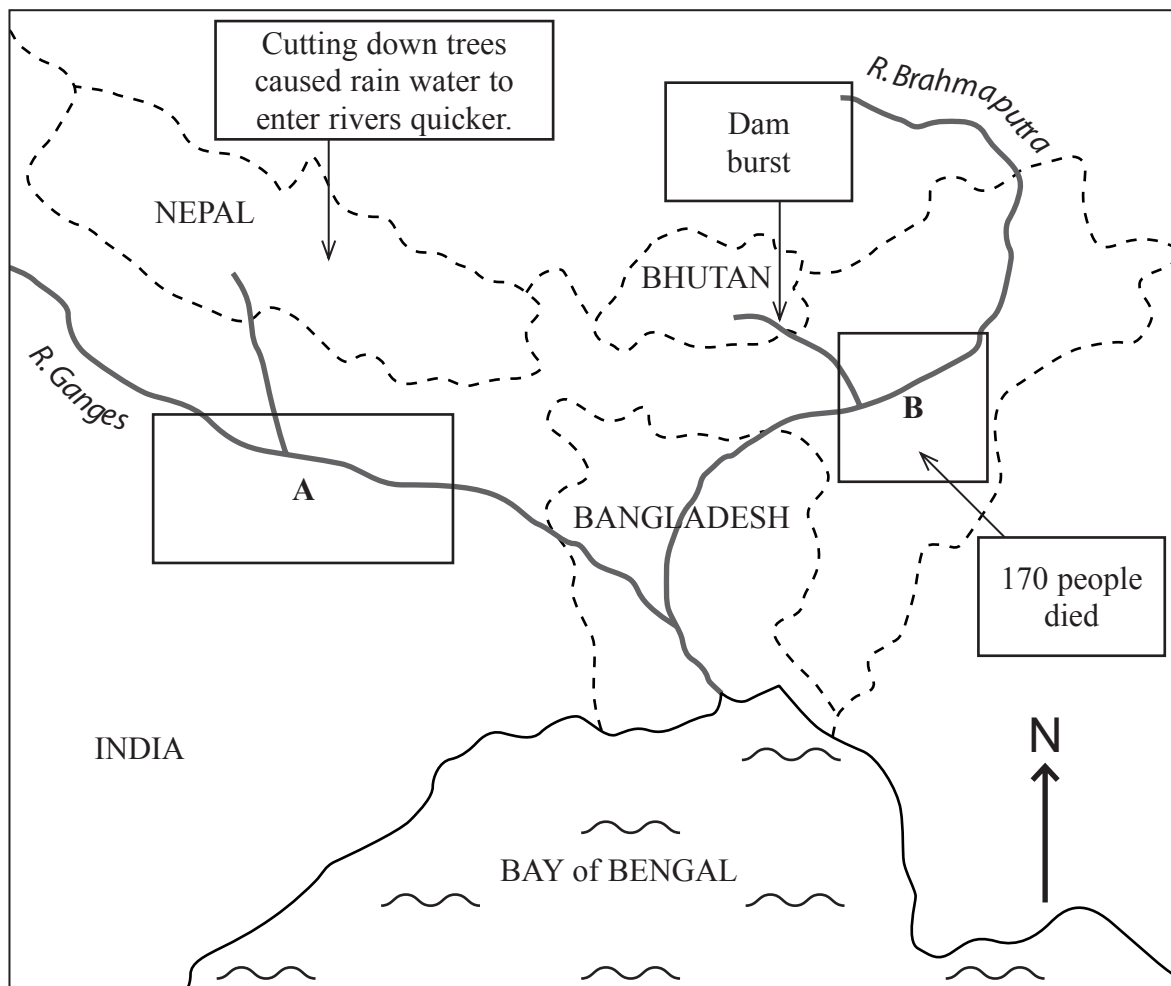 Cutting down trees
caused rain water to
enter rivers quicker.
R. Brahmaputra
Dam
burst
NEPAL
BHUTAN
R. Ganges
A
B
BANGLADESH
170 people
died
INDIA
N
BAY of BENGAL